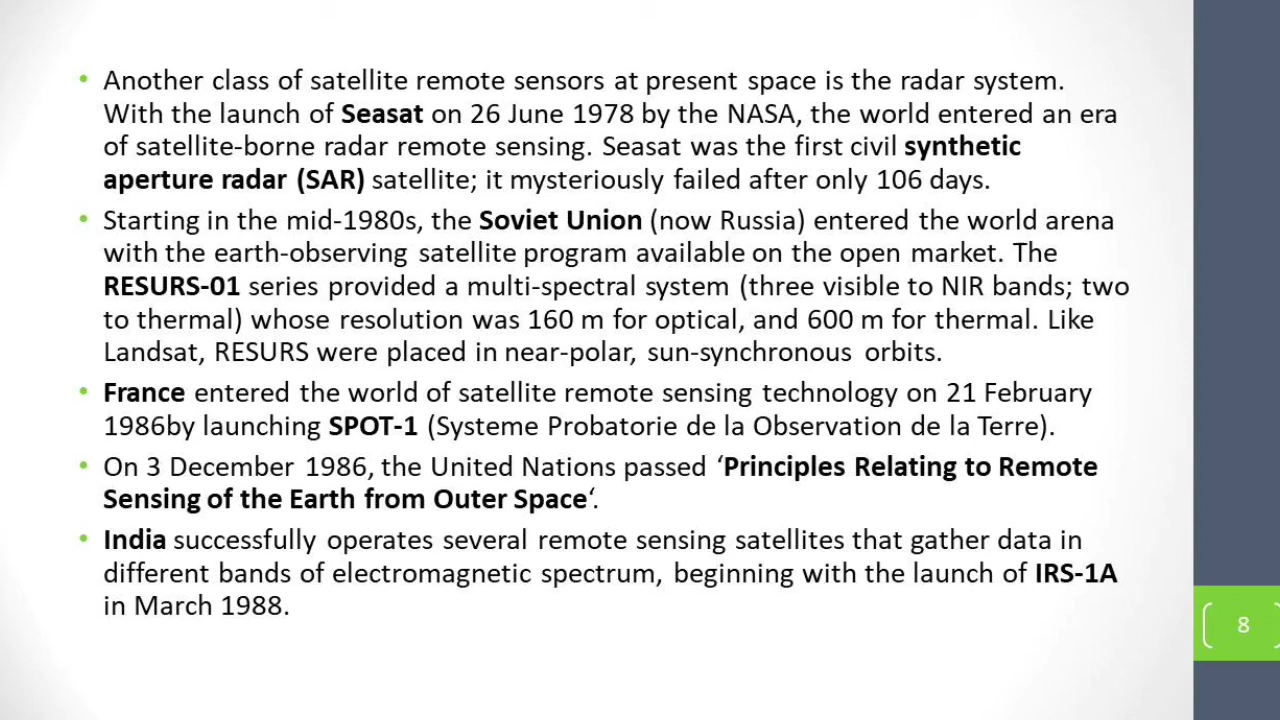 • Another class of satellite remote sensors at present space is the radar system.
With the launch of Seasat on 26 June 1978 by the NASA, the world entered an era
of satellite-borne radar remote sensing. Seasat was the first civil synthetic
aperture radar (SAR) satellite; it mysteriously failed after only 106 days.
• Starting in the mid-1980s, the Soviet Union (now Russia) entered the world arena
with the earth-observing satellite program available on the open market. The
RESURS-01 series provided a multi-spectral system (three visible to NIR bands; two
to thermal) whose resolution was 160 m for optical, and 600 m for thermal. Like
Landsat, RESURS were placed in near-polar, sun-synchronous orbits.
• France entered the world of satellite remote sensing technology on 21 February
1986by launching SPOT-1 (Systeme Probatorie de la Observation de la Terre).
• On 3 December 1986, the United Nations passed ‘Principles Relating to Remote
Sensing of the Earth from Outer Space‘.
• India successfully operates several remote sensing satellites that gather data in
different bands of electromagnetic spectrum, beginning with the launch of IRS-1A
in March 1988.
8